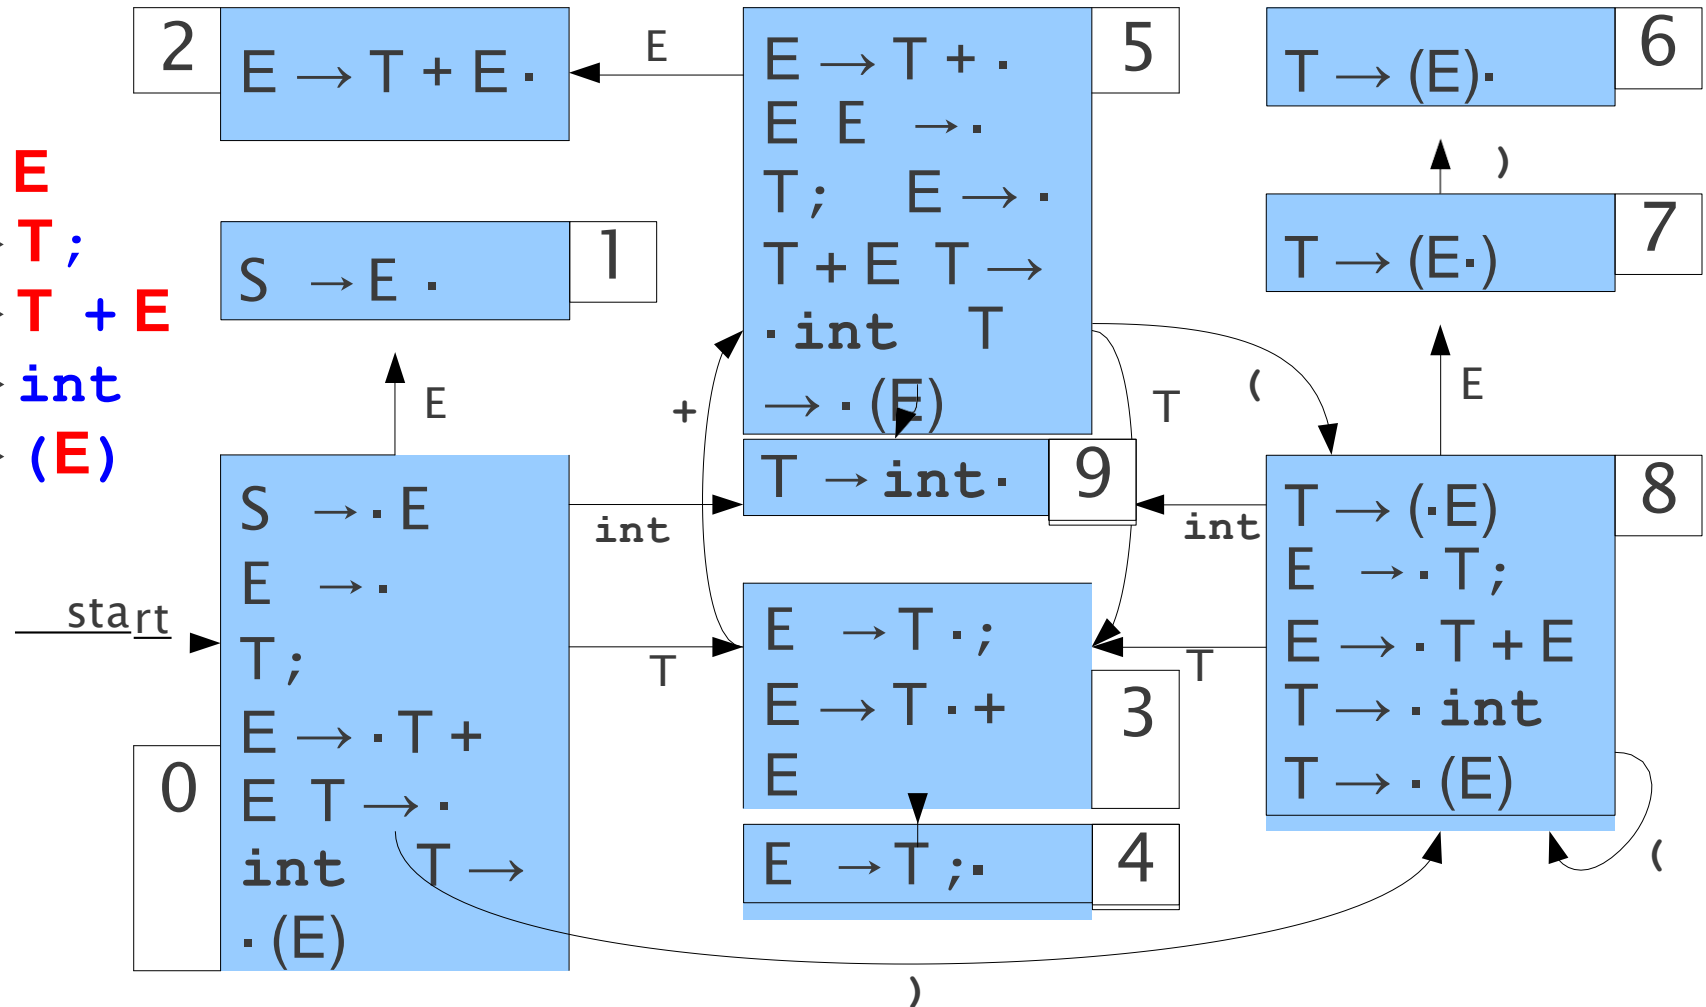 E
T ;
T + E
int
(E)
start
2
E → T + E ·
E
1
S → E ·
E
0
S → · E
E → ·
T ;
E → · T +
E T → ·
int T →
· (E)
int
T
+
)
5
E → T + ·
E E → ·
T ; E → ·
T + E T →
· int T
→ · (E)
9
T → int ·
3
E → T · ;
E → T · +
E
4
E → T ; ·
T
(
int
T
6
T → (E) ·
)
7
T → (E · )
E
8
T → ( · E)
E → · T ;
E → · T + E
T → · int
T → · (E)
(